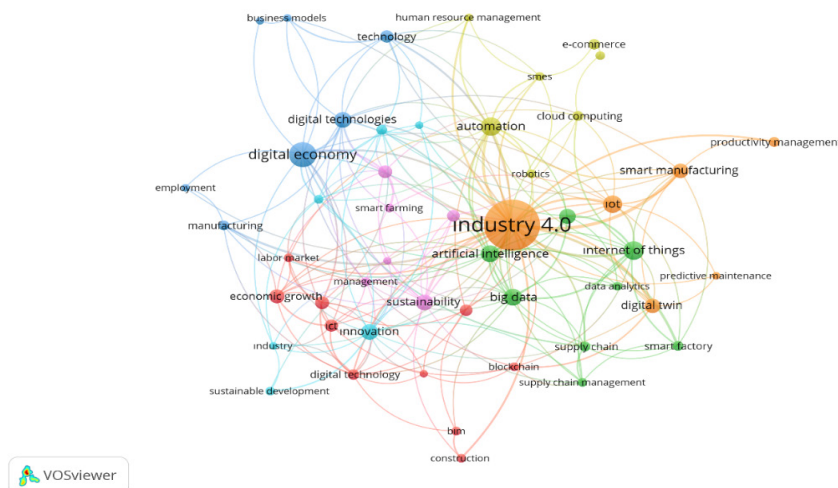 business models
human resource management
technology
e-commerce
smes
digital technologies
automation
cloud computing
productivity managemen
digital economy
smart manufacturing
robotics
employment
smart farming
iot
manufacturing
industry 4.0
artificial intelligence
internet of things
labor market
predictive maintenance
management
data analytics
economic growth
sustainability
big data
digital twin
ict
innovation
industry
supply chain
smart factory
blockchain
digital technology
supply chain management
sustainable development
bim
construction
VOSviewer